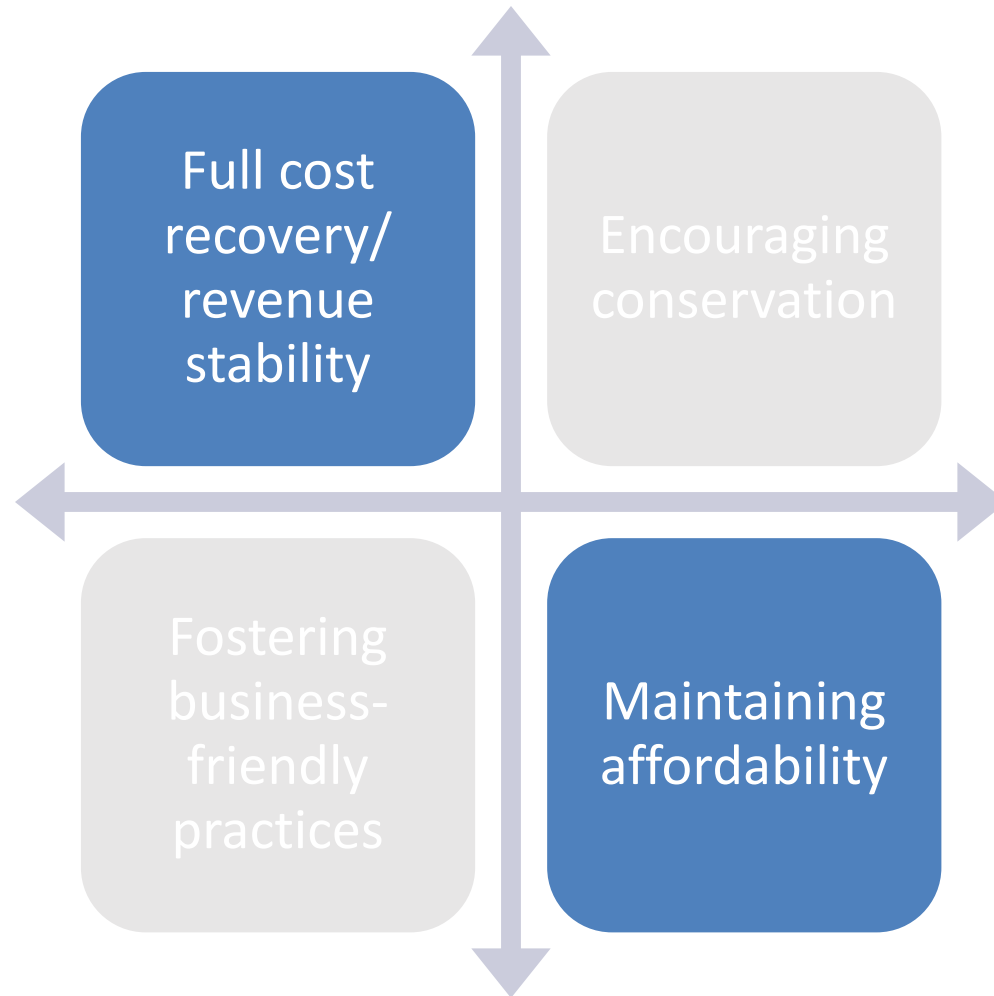 Full cost
recovery/
revenue
stability
Encouraging
conservation
Fostering
business-
friendly
practices
Maintaining
affordability